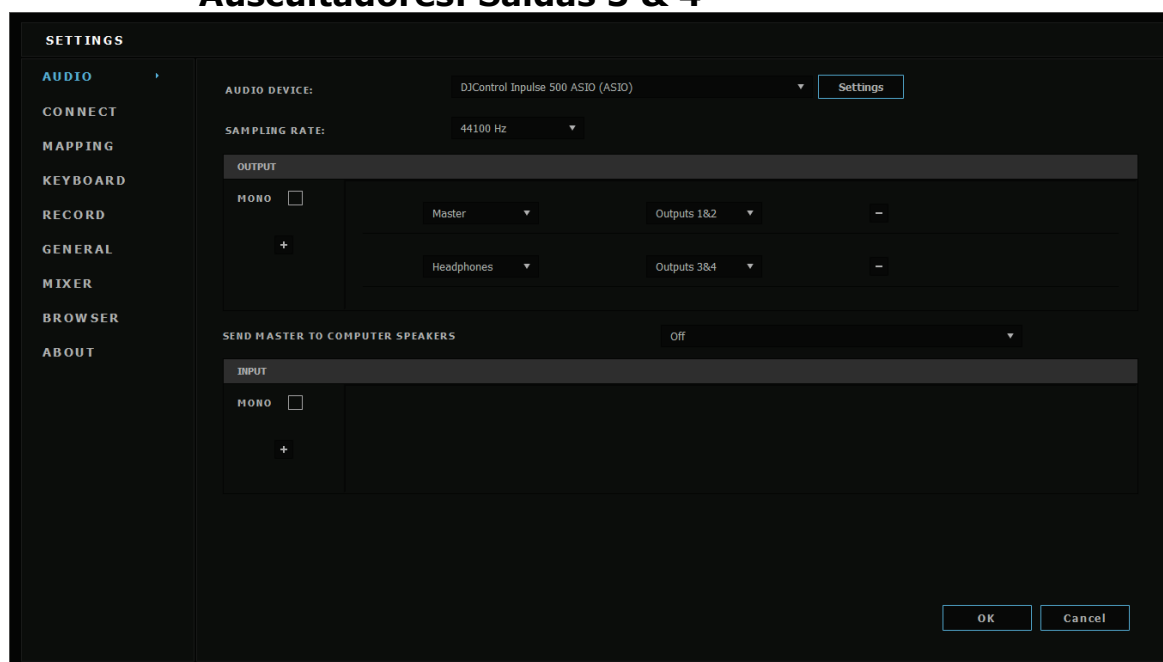 Auscultadores: Saídas 3 & 4
SETTINGS
AUDIO
CONNECT
MAPPING
KEYBOARD
RECORD
GENERAL
MIXER
BROWSER
ABOUT
AUDIO DEVICE: DJControl Inpulse 500 ASIO (ASIO) Settings
SAMPLING RATE: 44100 Hz
OUTPUT
MONO
+
Master Outputs 1&2 –
Headphones Outputs 3&4 –
SEND MASTER TO COMPUTER SPEAKERS Off
INPUT
MONO
+
OK Cancel